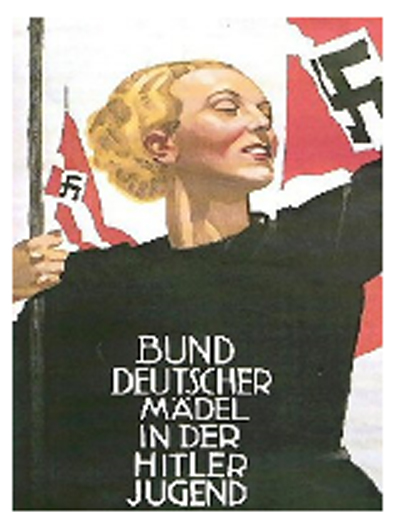 BUND
DEUTSCHER
MÄDEL
IN DER
HITLER
JUGEND